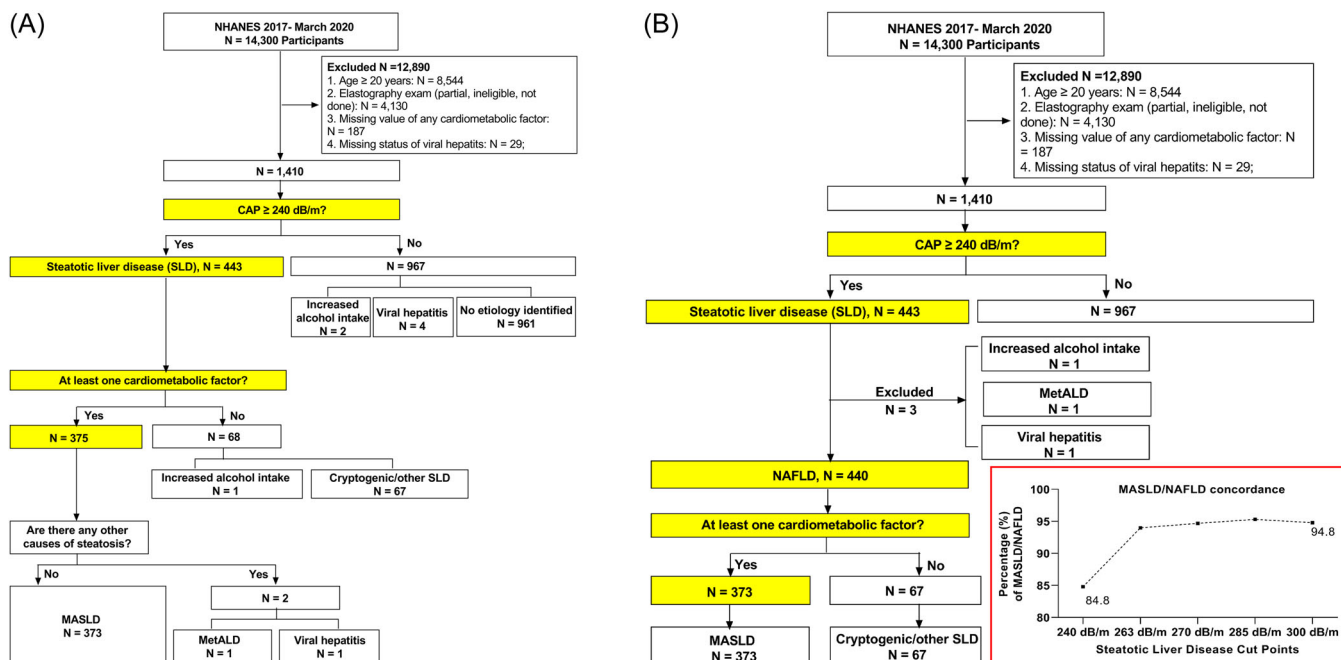 (A)
NHANES 2017- March 2020
N = 14,300 Participants
Excluded N =12,890
1. Age ≥ 20 years: N = 8,544
2. Elastography exam (partial, ineligible, not
done): N = 4,130
3. Missing value of any cardiometabolic factor:
N = 187
4. Missing status of viral hepatits: N = 29;
N = 1,410
CAP ≥ 240 dB/m?
Yes
No
Steatotic liver disease (SLD), N = 443
N = 967
Increased
alcohol intake
N = 2
Viral hepatitis
N = 4
No etiology identified
N = 961
At least one cardiometabolic factor?
Yes
No
N = 375
N = 68
Increased alcohol intake
N = 1
Cryptogenic/other SLD
N = 67
Are there any other
causes of steatosis?
No
Yes
MASLD
N = 373
N = 2
MetALD
N = 1
Viral hepatitis
N = 1
(B)
NHANES 2017- March 2020
N = 14,300 Participants
Excluded N =12,890
1. Age ≥ 20 years: N = 8,544
2. Elastography exam (partial, ineligible, not
done): N = 4,130
3. Missing value of any cardiometabolic factor: N
= 187
4. Missing status of viral hepatits: N = 29;
N = 1,410
CAP ≥ 240 dB/m?
Yes
No
Steatotic liver disease (SLD), N = 443
N = 967
Excluded
N = 3
Increased alcohol intake
N = 1
MetALD
N = 1
Viral hepatitis
N = 1
NAFLD, N = 440
At least one cardiometabolic factor?
Yes
No
N = 373
N = 67
MASLD
N = 373
Cryptogenic/other SLD
N = 67
MASLD/NAFLD concordance
Percentage (%)
of MASLD/NAFLD
100
95
90
85
80
84.8
94.8
240 dB/m 263 dB/m 270 dB/m 285 dB/m 300 dB/m
Steatotic Liver Disease Cut Points